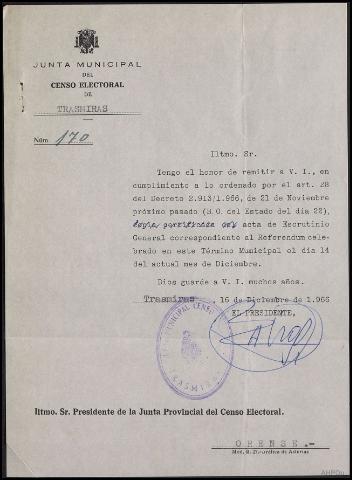 JUNTA MUNICIPAL
DEL
CENSO ELECTORAL
DE
TRASMIRAS
Núm. 170
Iltmo. Sr.
Tengo el honor de remitir a V. I., en
cumplimiento a lo ordenado por el art. 28
del Decreto 2.913/1.966, de 21 de Noviembre
próximo pasado (B.O. del Estado del día 22),
copia certificada del acta de Escrutinio
General correspondiente al Referendum cele-
brado en este Término Municipal el día 14
del actual mes de Diciembre.
Dios guarde a V. I. muchos años.
Trasmiras, 16 de Diciembre de 1.966
EL PRESIDENTE,
MUNICIPAL CENSO
TRASMIRAS
Iltmo. Sr. Presidente de la Junta Provincial del Censo Electoral.
ORENSE.-
AHPOu